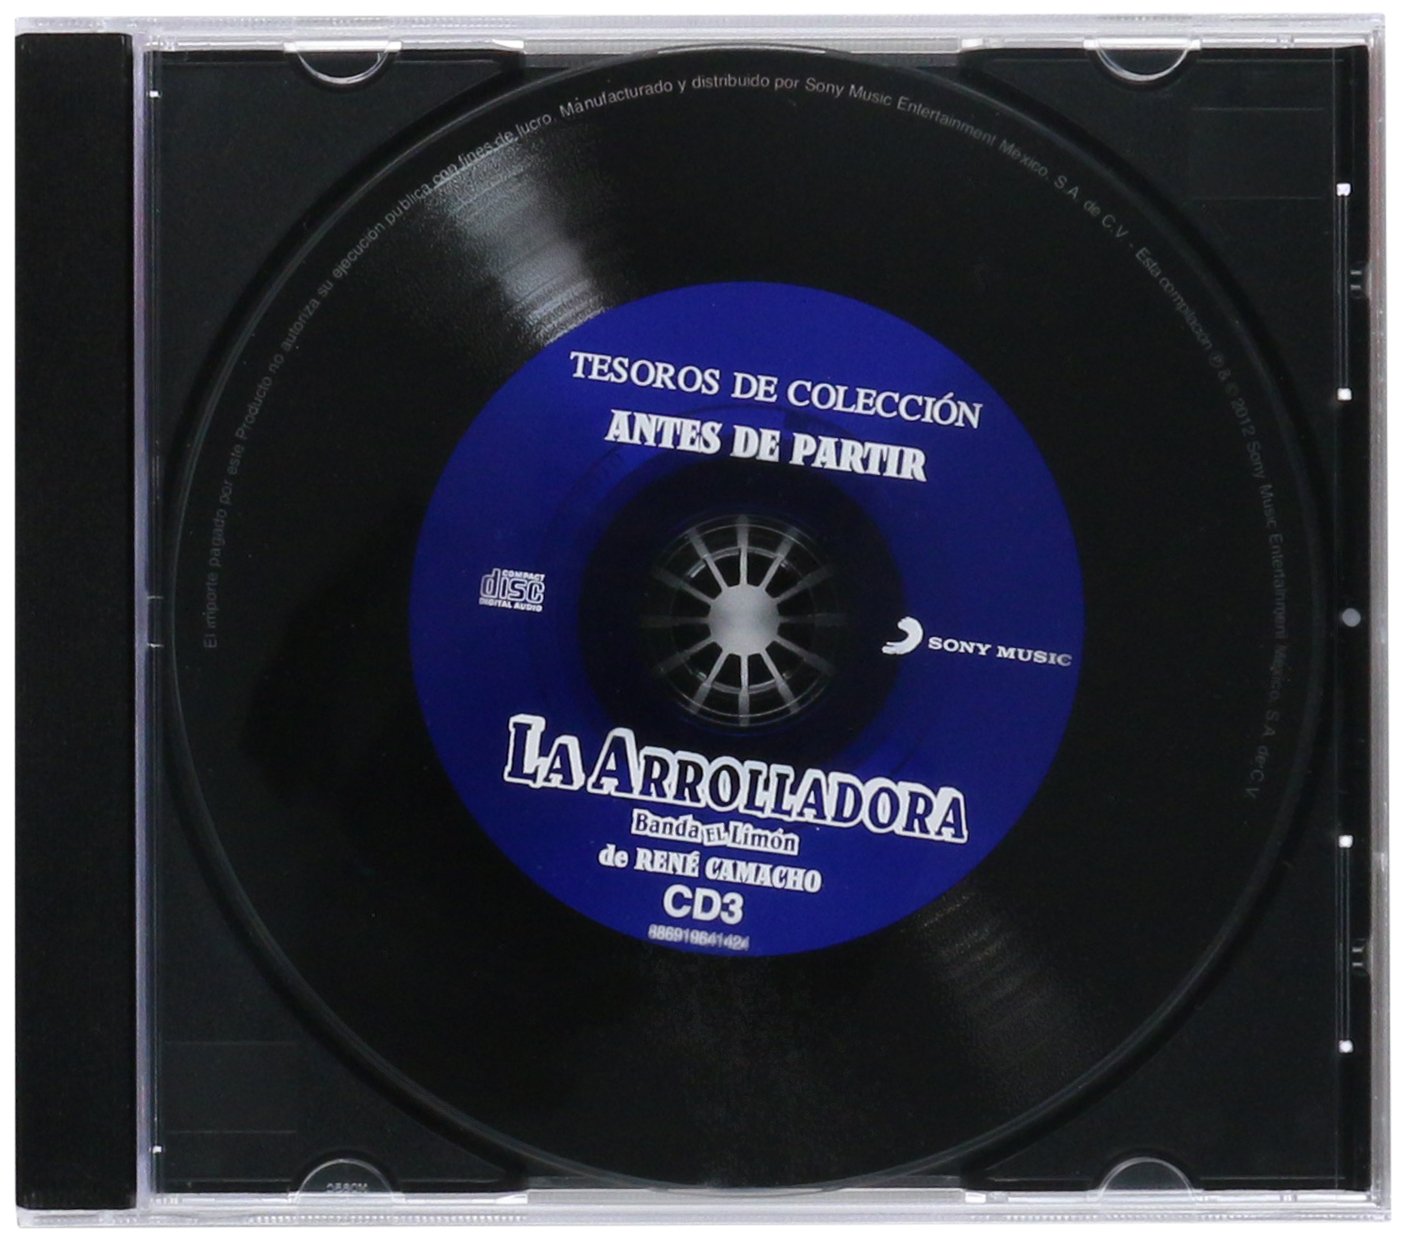 El importe pagado por este Producto no autoriza su ejecución pública con fines de lucro. Manufacturado y distribuido por Sony Music Entertainment México, S.A. de C.V. - Esta compilación ℗ & © 2012 Sony Music Entertainment México, S.A. de C.V.
TESOROS DE COLECCIÓN
ANTES DE PARTIR
COMPACT
disc
DIGITAL AUDIO
SONY MUSIC
LA ARROLLADORA
Banda EL Limón
de RENÉ CAMACHO
CD3
88691964142